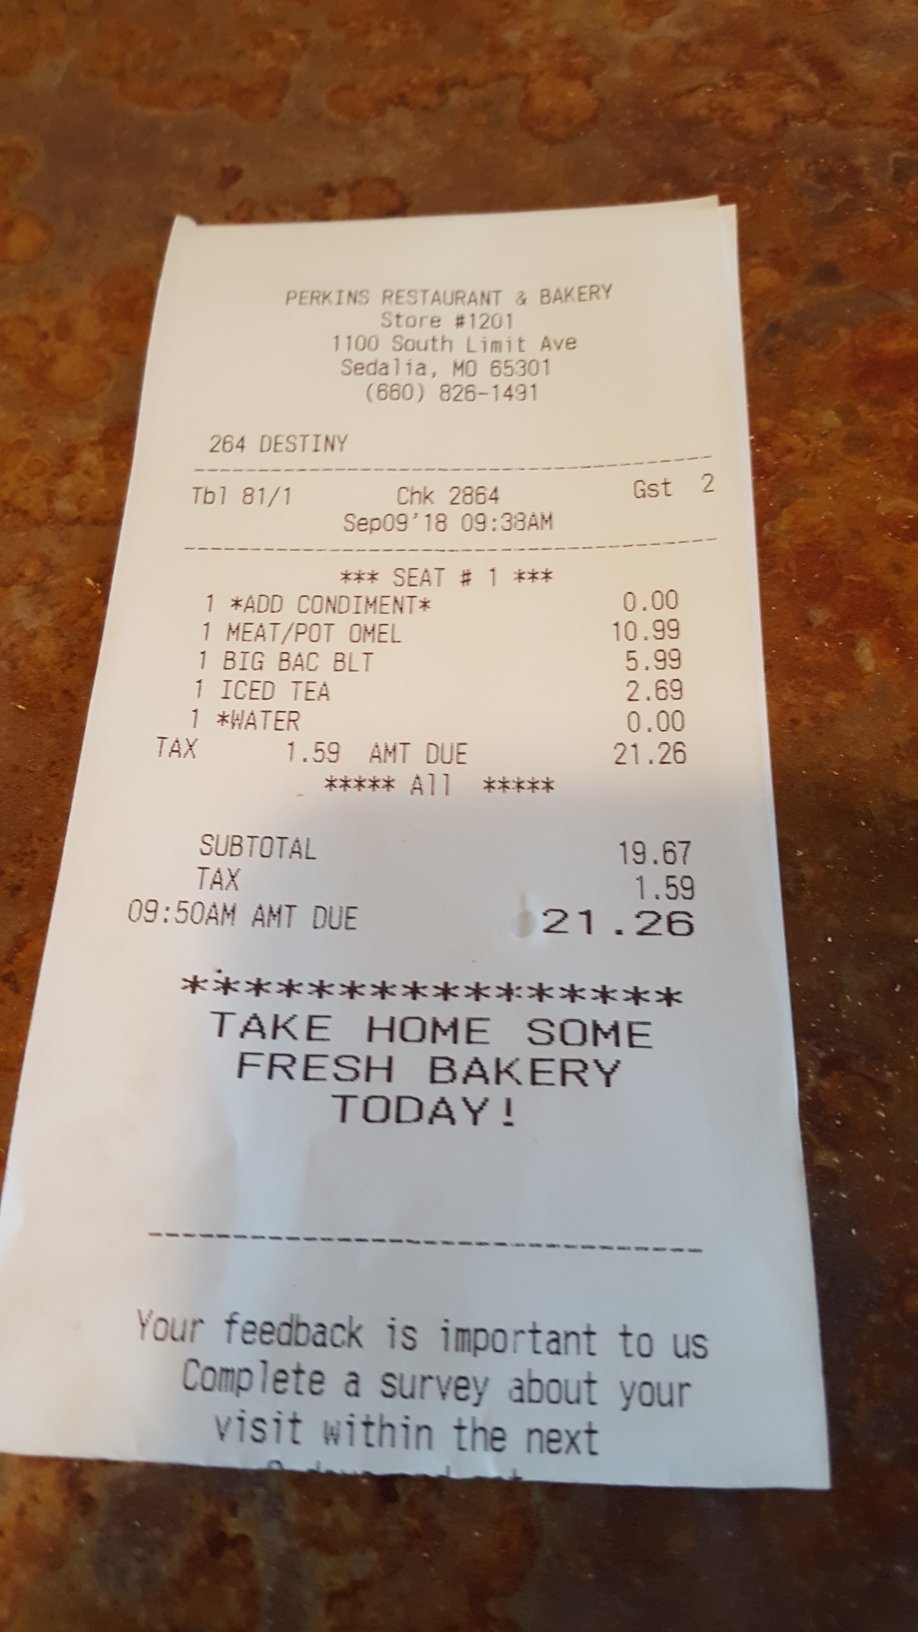 PERKINS RESTAURANT & BAKERY
Store #1201
1100 South Limit Ave
Sedalia, MO 65301
(660) 826-1491
264 DESTINY
Tbl 81/1 Chk 2864 Gst 2
Sep09'18 09:38AM
*** SEAT # 1 ***
1 *ADD CONDIMENT* 0.00
1 MEAT/POT OMEL 10.99
1 BIG BAC BLT 5.99
1 ICED TEA 2.69
1 *WATER 0.00
TAX 1.59 AMT DUE 21.26
***** All *****
SUBTOTAL 19.67
TAX 1.59
09:50AM AMT DUE 21.26
****************
TAKE HOME SOME
FRESH BAKERY
TODAY!
Your feedback is important to us
Complete a survey about your
visit within the next